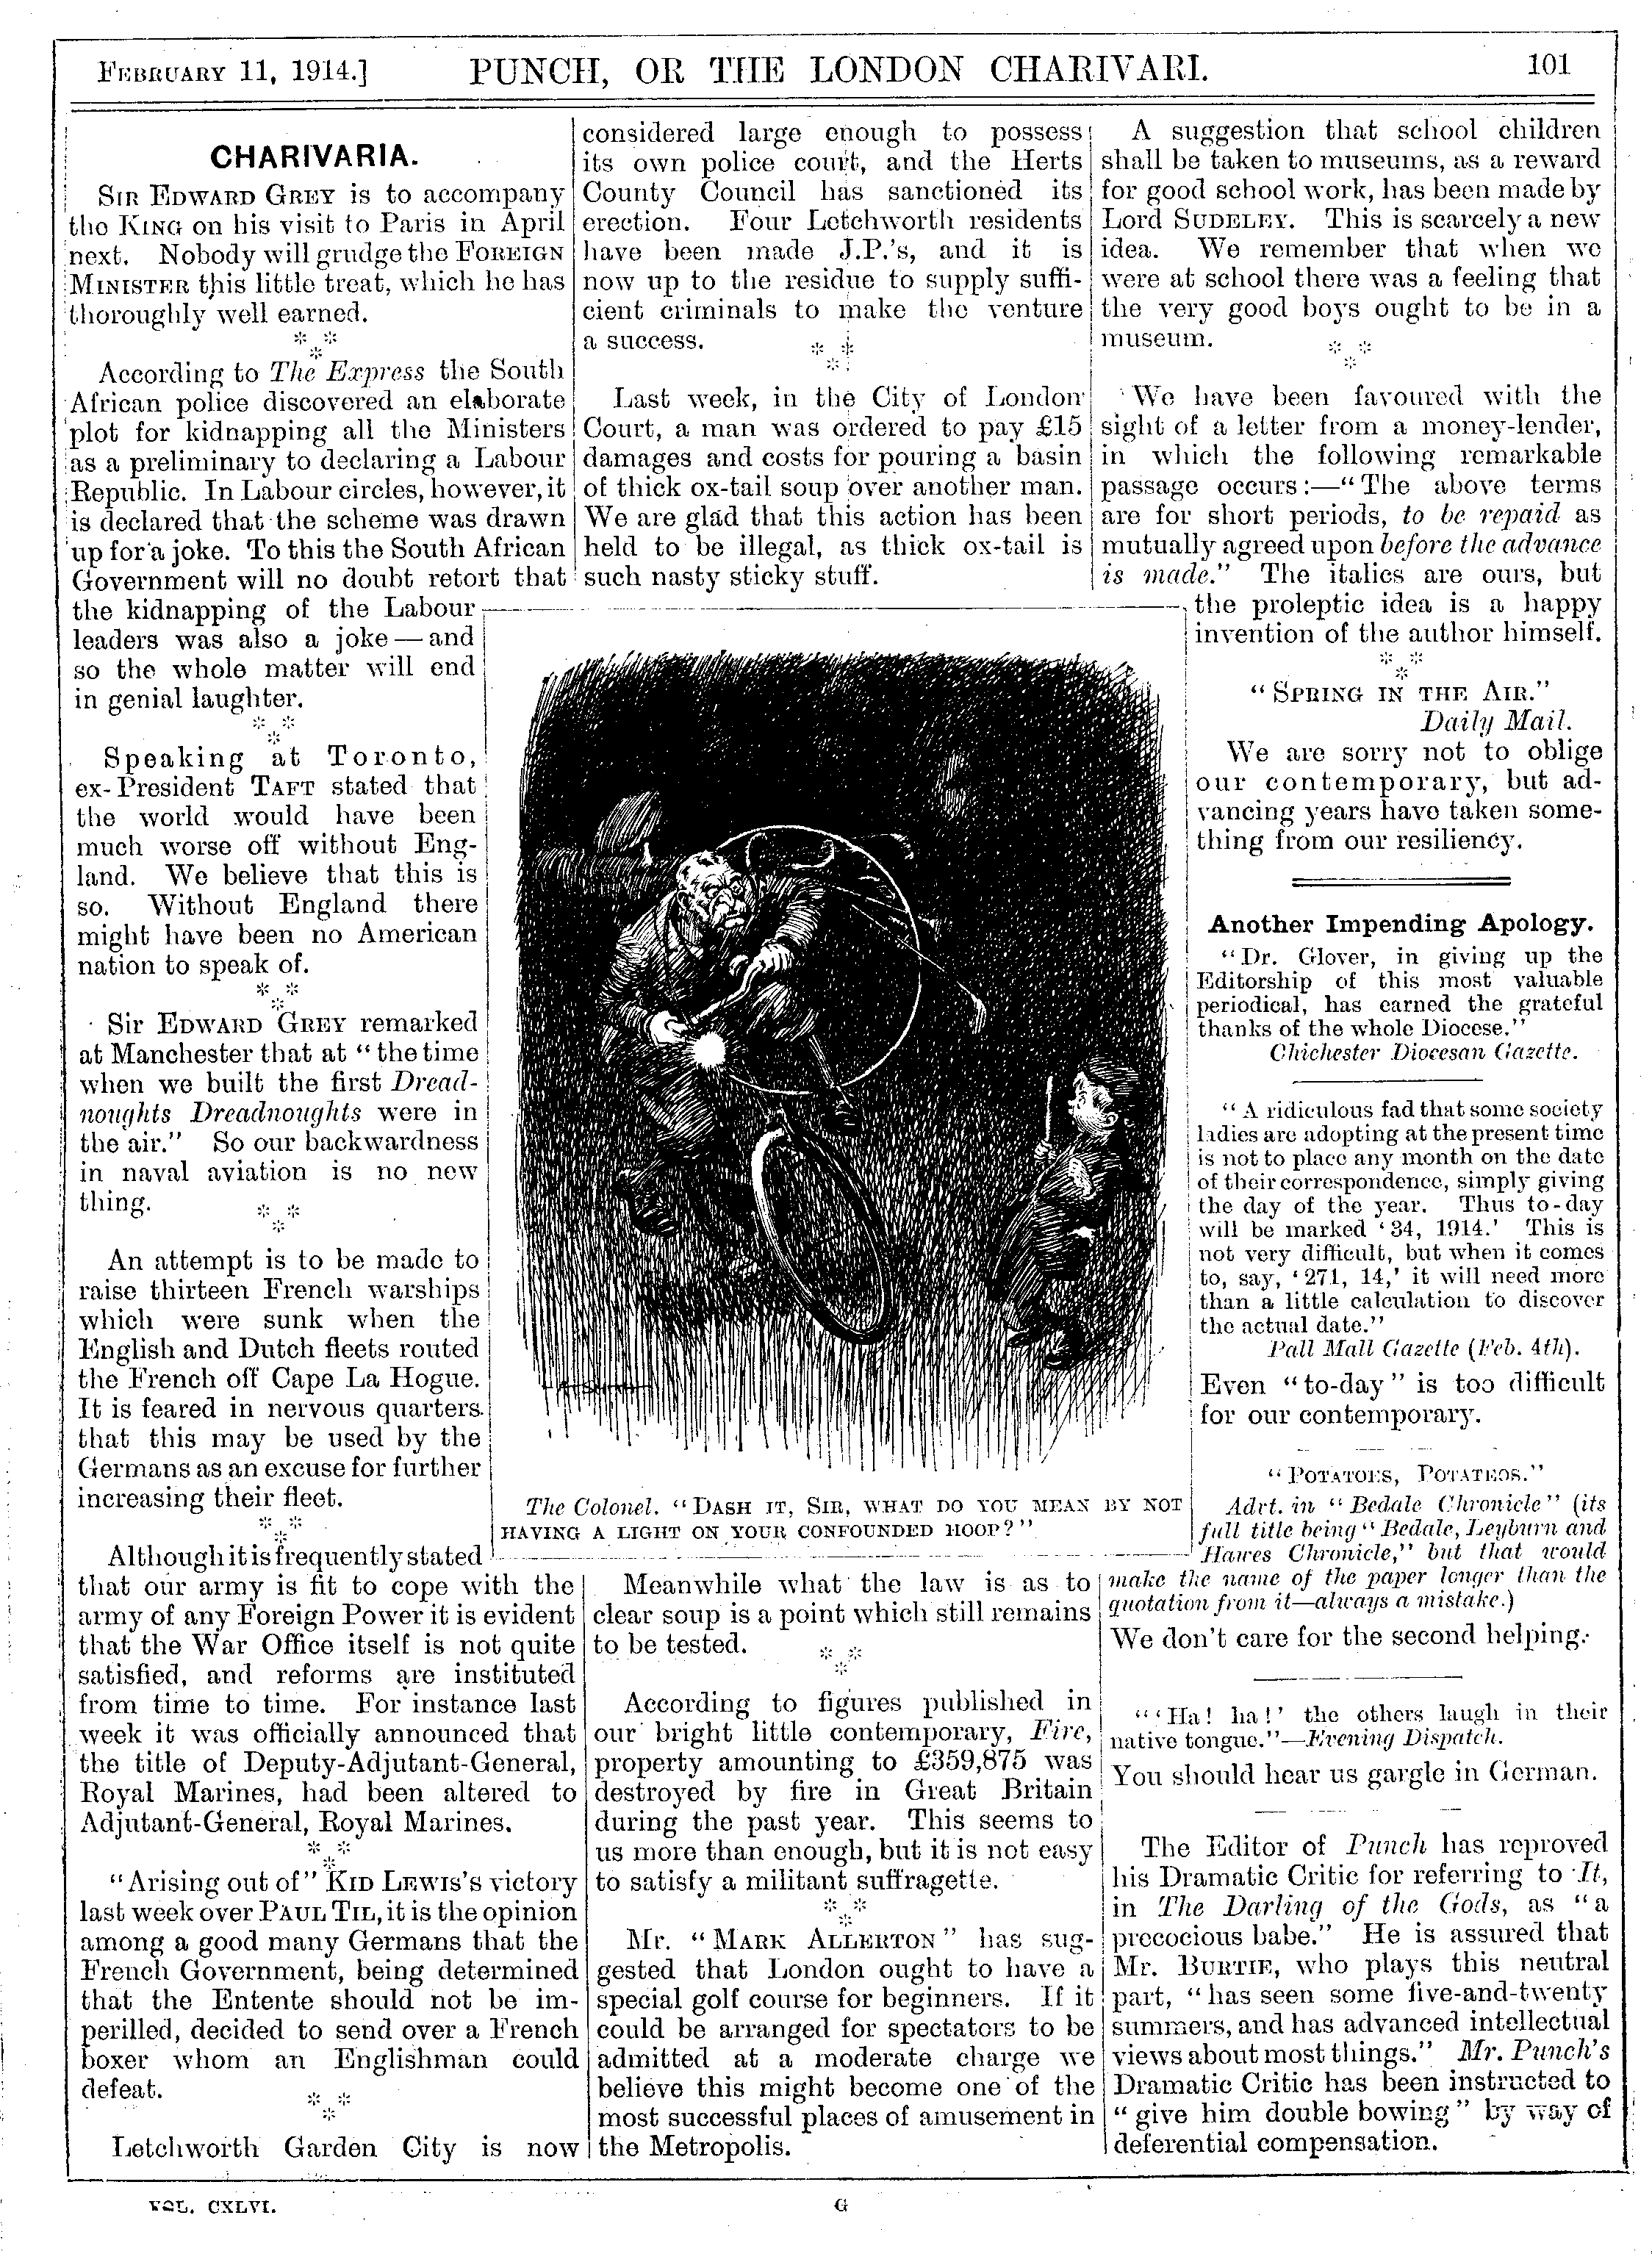 FEBRUARY 11, 1914.] PUNCH, OR THE LONDON CHARIVARI. 101
CHARIVARIA.
SIR EDWARD GREY is to accompany
the KING on his visit to Paris in April
next. Nobody will grudge the FOREIGN
MINISTER this little treat, which he has
thoroughly well earned.
* *
*
According to The Express the South
African police discovered an elaborate
plot for kidnapping all the Ministers
as a preliminary to declaring a Labour
Republic. In Labour circles, however, it
is declared that the scheme was drawn
up for a joke. To this the South African
Government will no doubt retort that
the kidnapping of the Labour
leaders was also a joke—and
so the whole matter will end
in genial laughter.
* *
*
Speaking at Toronto,
ex-President TAFT stated that
the world would have been
much worse off without Eng-
land. We believe that this is
so. Without England there
might have been no American
nation to speak of.
* *
*
Sir EDWARD GREY remarked
at Manchester that at "the time
when we built the first Dread-
noughts Dreadnoughts were in
the air." So our backwardness
in naval aviation is no new
thing.
* *
*
An attempt is to be made to
raise thirteen French warships
which were sunk when the
English and Dutch fleets routed
the French off Cape La Hogue.
It is feared in nervous quarters
that this may be used by the
Germans as an excuse for further
increasing their fleet.
* *
*
Although it is frequently stated
that our army is fit to cope with the
army of any Foreign Power it is evident
that the War Office itself is not quite
satisfied, and reforms are instituted
from time to time. For instance last
week it was officially announced that
the title of Deputy-Adjutant-General,
Royal Marines, had been altered to
Adjutant-General, Royal Marines.
* *
*
"Arising out of" KID LEWIS'S victory
last week over PAUL TIL, it is the opinion
among a good many Germans that the
French Government, being determined
that the Entente should not be im-
perilled, decided to send over a French
boxer whom an Englishman could
defeat.
* *
*
Letchworth Garden City is now
considered large enough to possess
its own police court, and the Herts
County Council has sanctioned its
erection. Four Letchworth residents
have been made J.P.'s, and it is
now up to the residue to supply suffi-
cient criminals to make the venture
a success.
* *
*
Last week, in the City of London
Court, a man was ordered to pay £15
damages and costs for pouring a basin
of thick ox-tail soup over another man.
We are glad that this action has been
held to be illegal, as thick ox-tail is
such nasty sticky stuff.
The Colonel. "DASH IT, SIR, WHAT DO YOU MEAN BY NOT
HAVING A LIGHT ON YOUR CONFOUNDED HOOP?"
Meanwhile what the law is as to
clear soup is a point which still remains
to be tested.
* *
*
According to figures published in
our bright little contemporary, Fire,
property amounting to £359,875 was
destroyed by fire in Great Britain
during the past year. This seems to
us more than enough, but it is not easy
to satisfy a militant suffragette.
* *
*
Mr. "MARK ALLERTON" has sug-
gested that London ought to have a
special golf course for beginners. If it
could be arranged for spectators to be
admitted at a moderate charge we
believe this might become one of the
most successful places of amusement in
the Metropolis.
A suggestion that school children
shall be taken to museums, as a reward
for good school work, has been made by
Lord SUDELEY. This is scarcely a new
idea. We remember that when we
were at school there was a feeling that
the very good boys ought to be in a
museum.
* *
*
We have been favoured with the
sight of a letter from a money-lender,
in which the following remarkable
passage occurs:—"The above terms
are for short periods, to be repaid as
mutually agreed upon before the advance
is made." The italics are ours, but
the proleptic idea is a happy
invention of the author himself.
* *
*
"SPRING IN THE AIR."
Daily Mail.
We are sorry not to oblige
our contemporary, but ad-
vancing years have taken some-
thing from our resiliency.
Another Impending Apology.
"Dr. Glover, in giving up the
Editorship of this most valuable
periodical, has earned the grateful
thanks of the whole Diocese."
Chichester Diocesan Gazette.
"A ridiculous fad that some society
ladies are adopting at the present time
is not to place any month on the date
of their correspondence, simply giving
the day of the year. Thus to-day
will be marked '34, 1914.' This is
not very difficult, but when it comes
to, say, '271, 14,' it will need more
than a little calculation to discover
the actual date."
Pall Mall Gazette (Feb. 4th).
Even "to-day" is too difficult
for our contemporary.
"POTATOES, POTATEOS."
Advt. in "Bedale Chronicle" (its
full title being "Bedale, Leyburn and
Hawes Chronicle," but that would
make the name of the paper longer than the
quotation from it—always a mistake.)
We don't care for the second helping.
"'Ha! ha!' the others laugh in their
native tongue."—Evening Dispatch.
You should hear us gargle in German.
The Editor of Punch has reproved
his Dramatic Critic for referring to It,
in The Darling of the Gods, as "a
precocious babe." He is assured that
Mr. BURTIE, who plays this neutral
part, "has seen some five-and-twenty
summers, and has advanced intellectual
views about most things." Mr. Punch's
Dramatic Critic has been instructed to
"give him double bowing" by way of
deferential compensation.
VOL. CXLVI. G